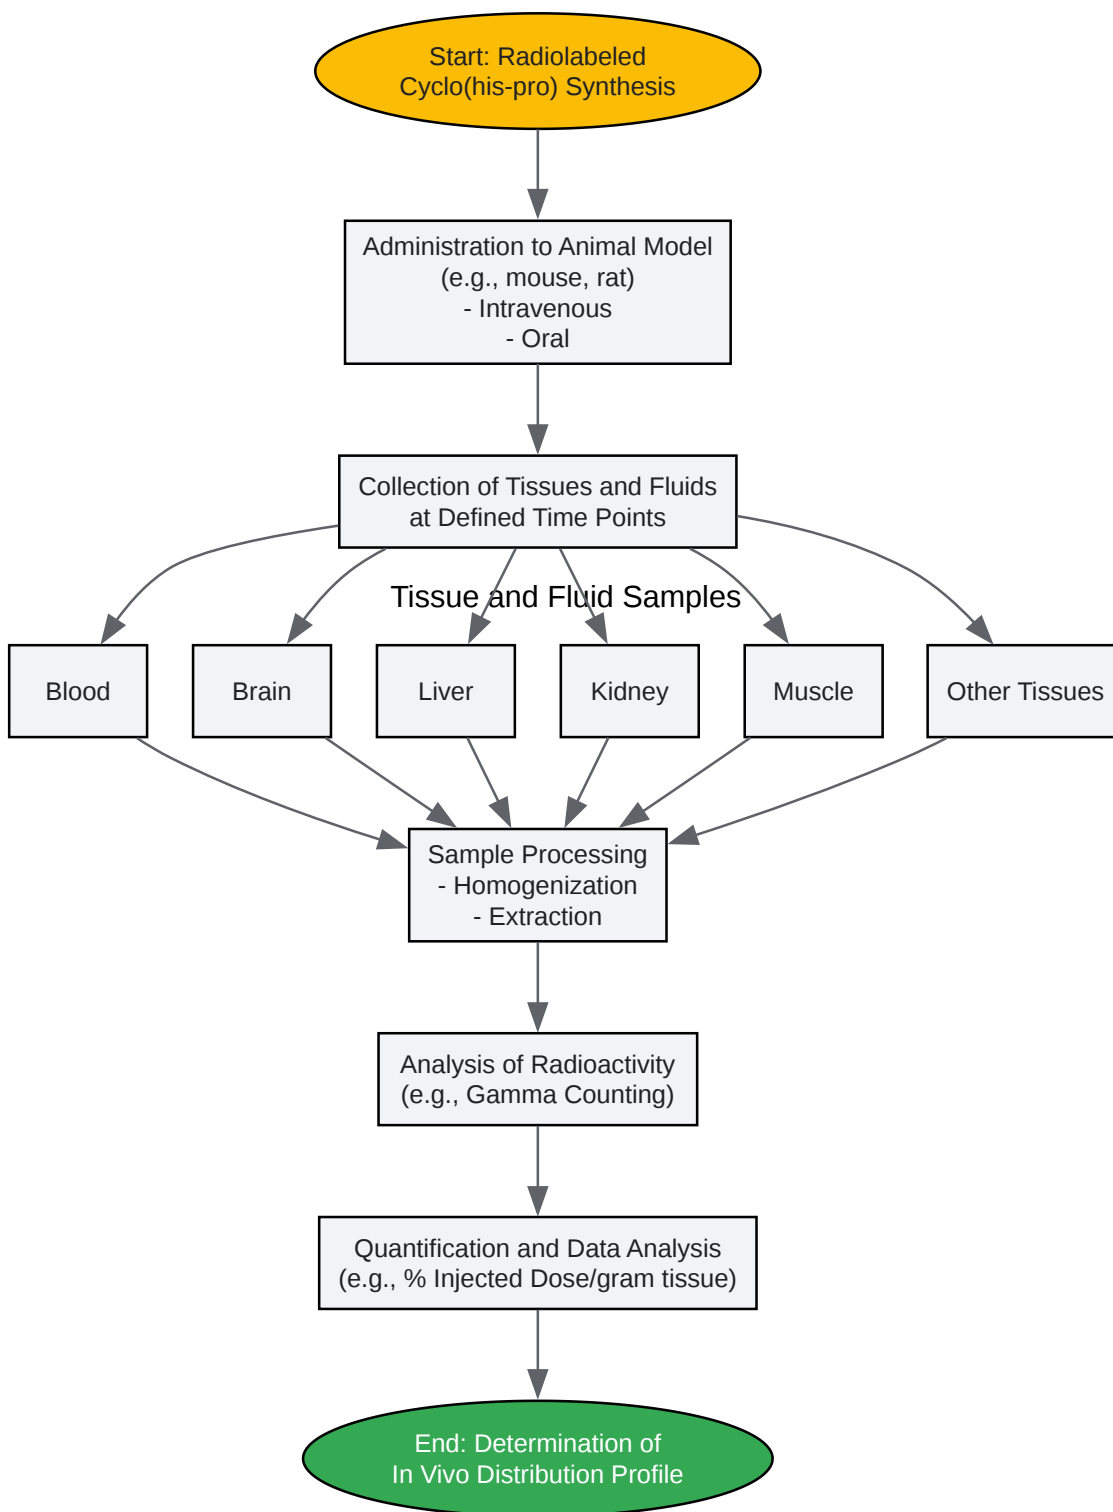 Start: Radiolabeled
Cyclo(his-pro) Synthesis
Administration to Animal Model
(e.g., mouse, rat)
- Intravenous
- Oral
Collection of Tissues and Fluids
at Defined Time Points
Tissue and Fluid Samples
Blood
Brain
Liver
Kidney
Muscle
Other Tissues
Sample Processing
- Homogenization
- Extraction
Analysis of Radioactivity
(e.g., Gamma Counting)
Quantification and Data Analysis
(e.g., % Injected Dose/gram tissue)
End: Determination of
In Vivo Distribution Profile